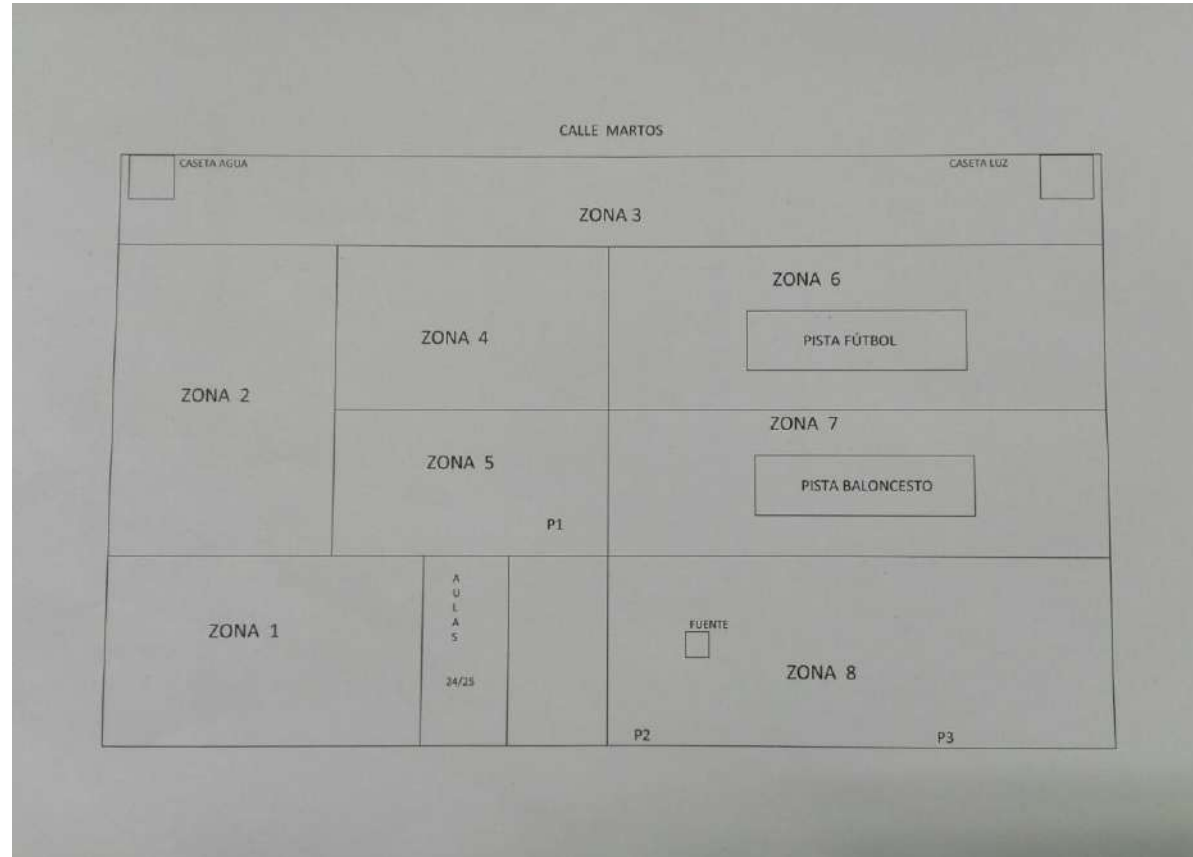 CALLE MARTOS
CASETA AGUA
CASETA LUZ
ZONA 3
ZONA 6
ZONA 4
PISTA FÚTBOL
ZONA 2
ZONA 7
ZONA 5
PISTA BALONCESTO
P1
AULAS
24/25
ZONA 1
FUENTE
ZONA 8
P2
P3